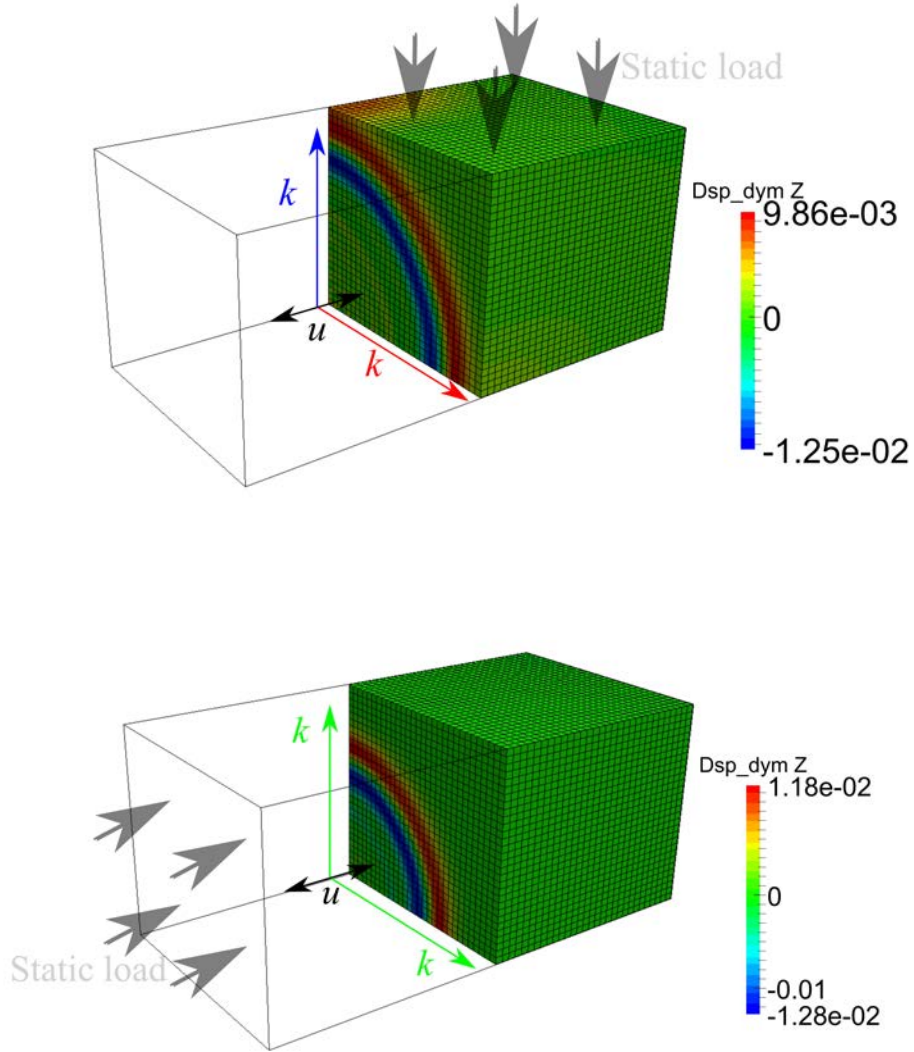 Static load
k
Dsp_dym Z
9.86e-03
0
-1.25e-02
u
k
k
Dsp_dym Z
1.18e-02
0
-0.01
-1.28e-02
u
Static load
k